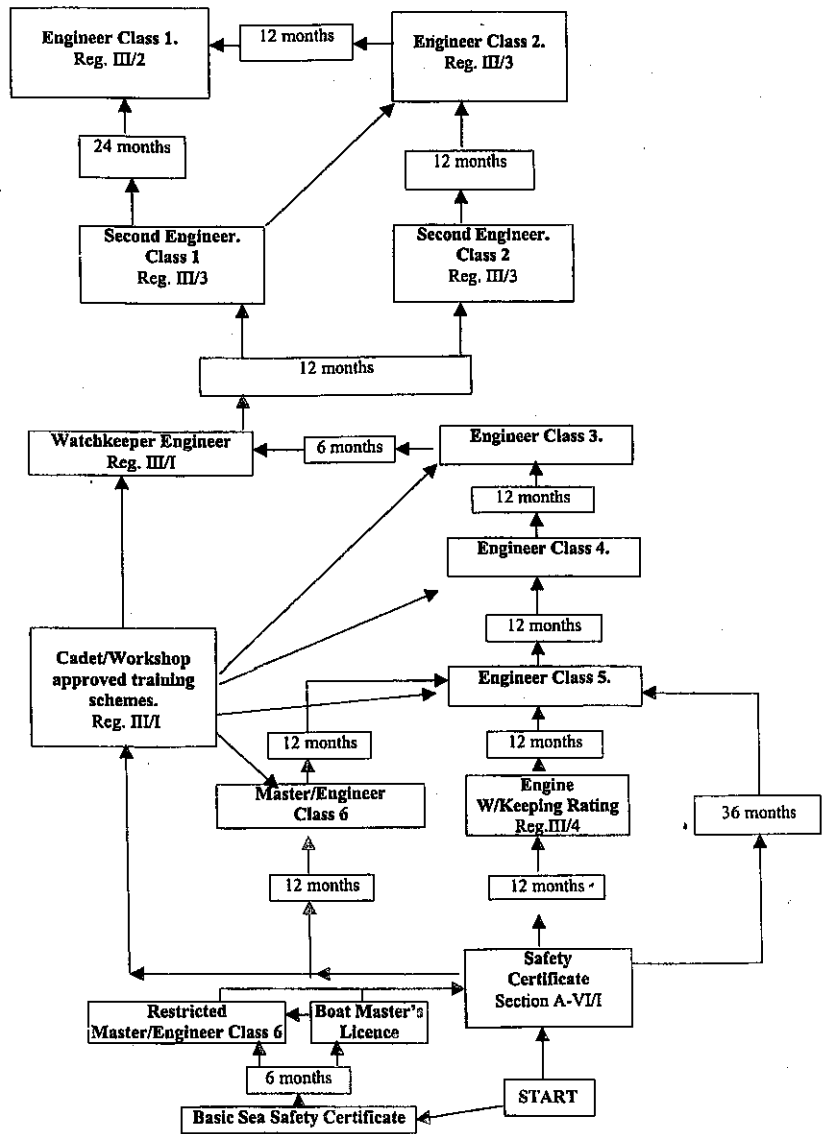 Engineer Class 1.
Reg. III/2
12 months
Engineer Class 2.
Reg. III/3
24 months
12 months
Second Engineer.
Class 1
Reg. III/3
Second Engineer.
Class 2
Reg. III/3
12 months
Watchkeeper Engineer
Reg. III/I
6 months
Engineer Class 3.
12 months
Engineer Class 4.
12 months
Cadet/Workshop
approved training
schemes.
Reg. III/I
Engineer Class 5.
12 months
12 months
Master/Engineer
Class 6
Engine
W/Keeping Rating
Reg.III/4
36 months
12 months
12 months
Safety
Certificate
Section A-VI/I
Restricted
Master/Engineer Class 6
Boat Master's
Licence
6 months
START
Basic Sea Safety Certificate